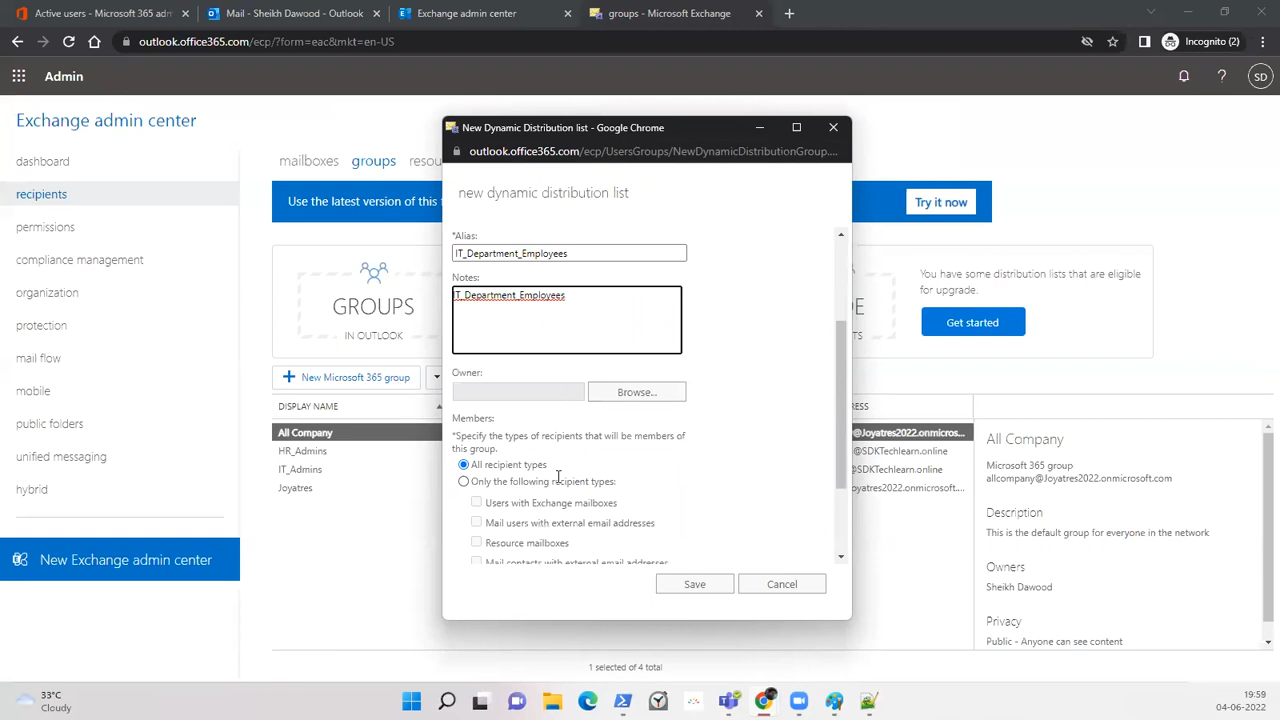 Active users - Microsoft 365 adm
Mail - Sheikh Dawood - Outlook
Exchange admin center
groups - Microsoft Exchange
outlook.office365.com/ecp/?form=eac&mkt=en-US
Incognito (2)
Admin
SD
Exchange admin center
dashboard
recipients
permissions
compliance management
organization
protection
mail flow
mobile
public folders
unified messaging
hybrid
New Exchange admin center
mailboxes groups resou
Use the latest version of this f
Try it now
GROUPS
IN OUTLOOK
You have some distribution lists that are eligible
for upgrade.
Get started
New Microsoft 365 group
DISPLAY NAME
All Company
HR_Admins
IT_Admins
Joyatres
New Dynamic Distribution list - Google Chrome
outlook.office365.com/ecp/UsersGroups/NewDynamicDistributionGroup....
new dynamic distribution list
*Alias:
IT_Department_Employees
Notes:
IT_Department_Employees
Owner:
Browse...
Members:
*Specify the types of recipients that will be members of
this group.
All recipient types
Only the following recipient types:
Users with Exchange mailboxes
Mail users with external email addresses
Resource mailboxes
Mail contacts with external email addresses
Save
Cancel
@Joyatres2022.onmicros...
@SDKTechlearn.online
@SDKTechlearn.online
oyatres2022.onmicros...
All Company
Microsoft 365 group
allcompany@Joyatres2022.onmicrosoft.com
Description
This is the default group for everyone in the network
Owners
Sheikh Dawood
Privacy
Public - Anyone can see content
1 selected of 4 total
33°C
Cloudy
19:59
04-06-2022